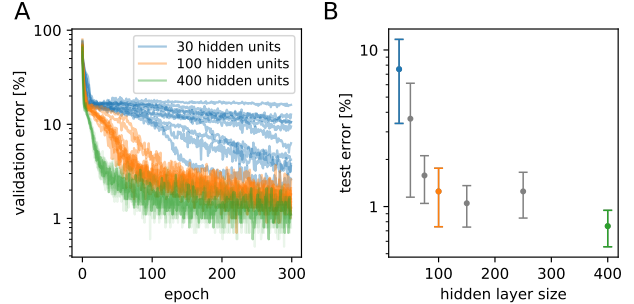 A
validation error [%]
100
10
1
0
100
200
300
epoch
30 hidden units
100 hidden units
400 hidden units
B
test error [%]
10
1
100
200
300
400
hidden layer size